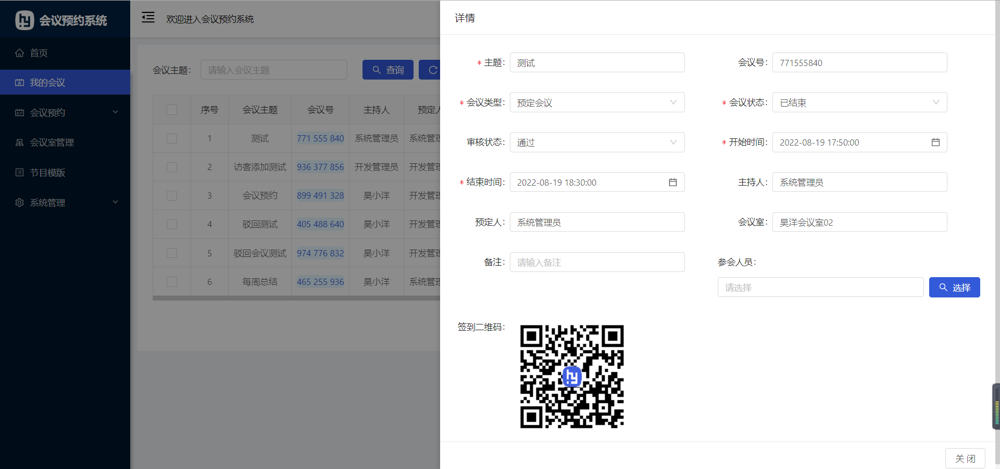 会议预约系统
首页
我的会议
会议预约
会议室管理
节目模版
系统管理
欢迎进入会议预约系统
会议主题: 请输入会议主题 查询
序号 会议主题 会议号 主持人 预定人
1 测试 771 555 840 系统管理员 系统管理
2 访客添加测试 936 377 856 开发管理员 开发管理
3 会议预约 899 491 328 吴小洋 开发管理
4 驳回测试 405 488 640 吴小洋 开发管理
5 驳回会议测试 974 776 832 吴小洋 开发管理
6 每周总结 465 255 936 吴小洋 系统管理
详情
* 主题: 测试 会议号: 771555840
* 会议类型: 预定会议 * 会议状态: 已结束
审核状态: 通过 * 开始时间: 2022-08-19 17:50:00
* 结束时间: 2022-08-19 18:30:00 主持人: 系统管理员
预定人: 系统管理员 会议室: 昊洋会议室02
备注: 请输入备注 参会人员:
请选择 选择
签到二维码:
hy
关 闭